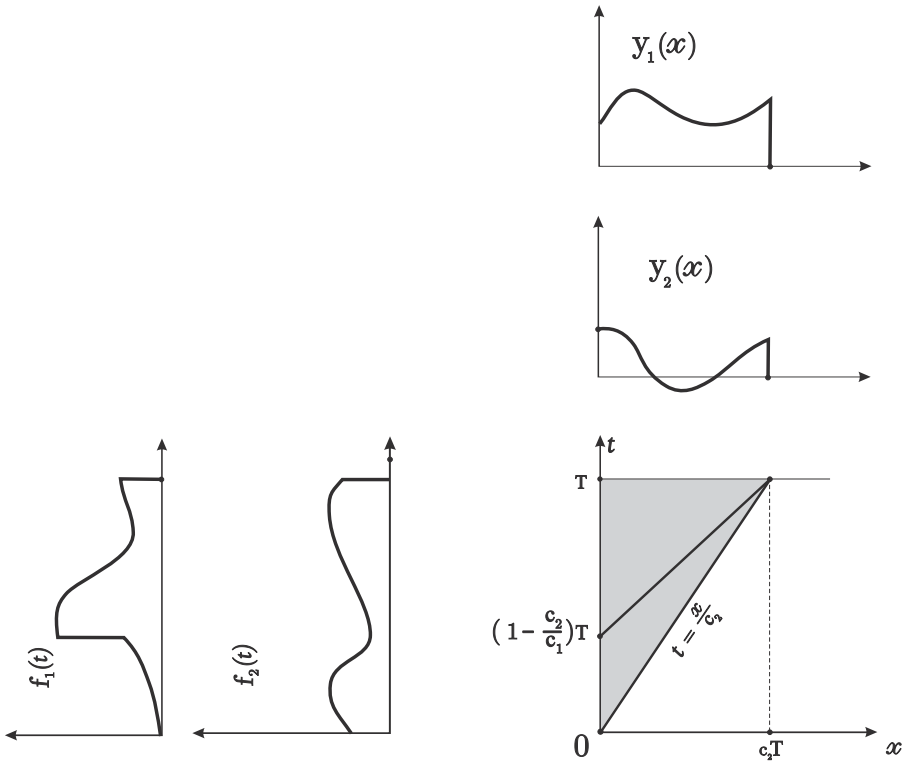 y₁(x)
y₂(x)
t
T
(1 − c₂/c₁)T
t = x/c₂
f₁(t)
f₂(t)
0
c₂T
x